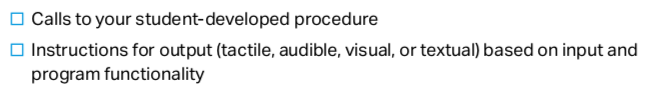 ☐ Calls to your student-developed procedure
☐ Instructions for output (tactile, audible, visual, or textual) based on input and
program functionality